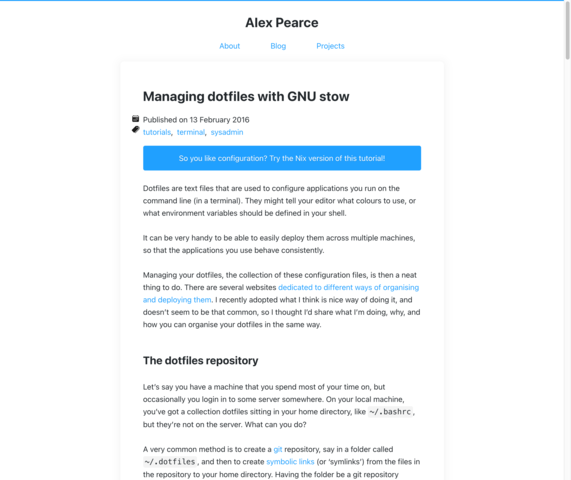 Alex Pearce
About Blog Projects
Managing dotfiles with GNU stow
Published on 13 February 2016
tutorials, terminal, sysadmin
So you like configuration? Try the Nix version of this tutorial!
Dotfiles are text files that are used to configure applications you run on the
command line (in a terminal). They might tell your editor what colours to use, or
what environment variables should be defined in your shell.
It can be very handy to be able to easily deploy them across multiple machines,
so that the applications you use behave consistently.
Managing your dotfiles, the collection of these configuration files, is then a neat
thing to do. There are several websites dedicated to different ways of organising
and deploying them. I recently adopted what I think is nice way of doing it, and
doesn't seem to be that common, so I thought I'd share what I'm doing, why, and
how you can organise your dotfiles in the same way.
The dotfiles repository
Let's say you have a machine that you spend most of your time on, but
occasionally you login in to some server somewhere. On your local machine,
you've got a collection dotfiles sitting in your home directory, like ~/.bashrc,
but they're not on the server. What can you do?
A very common method is to create a git repository, say in a folder called
~/.dotfiles, and then to create symbolic links (or 'symlinks') from the files in
the repository to your home directory. Having the folder be a git repository